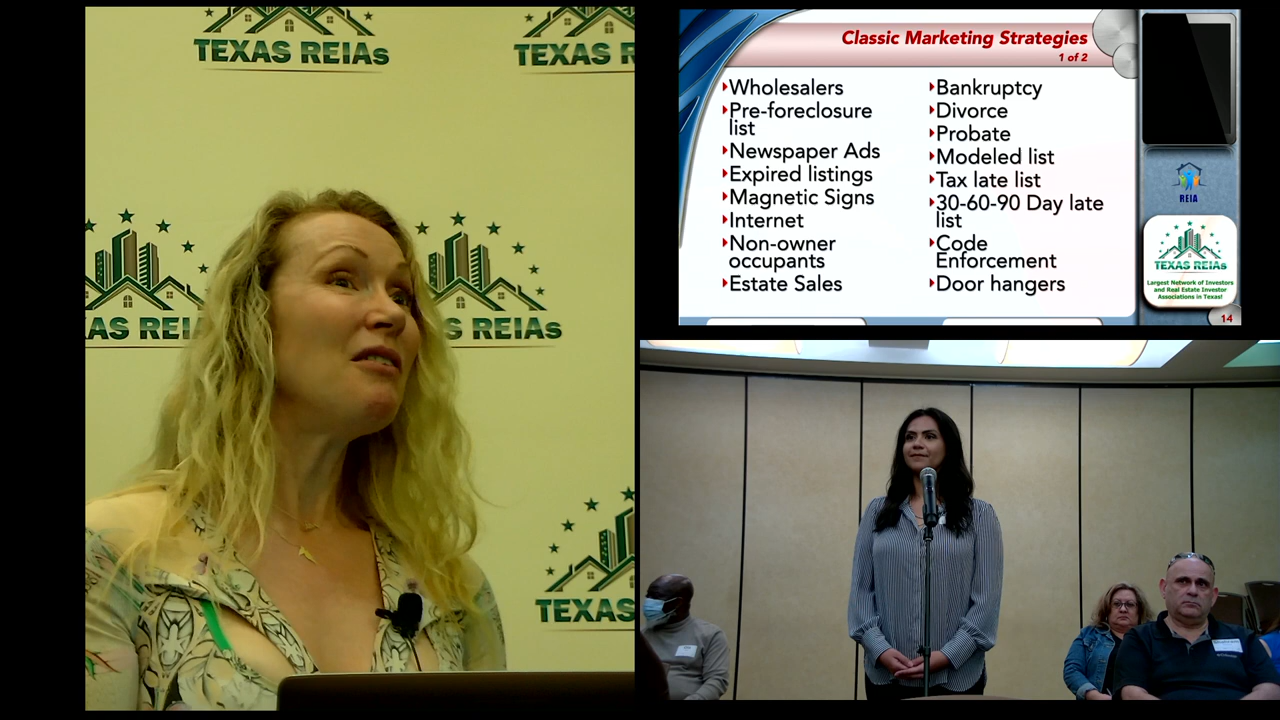 TEXAS REIAs
TEXAS R
AS REI
S REIAs
TEXAS
Classic Marketing Strategies
1 of 2
Wholesalers
Pre-foreclosure
list
Newspaper Ads
Expired listings
Magnetic Signs
Internet
Non-owner
occupants
Estate Sales
Bankruptcy
Divorce
Probate
Modeled list
Tax late list
30-60-90 Day late
list
Code
Enforcement
Door hangers
REIA
TEXAS REIAs
Largest Network of Investors
and Real Estate Investor
Associations in Texas!
14